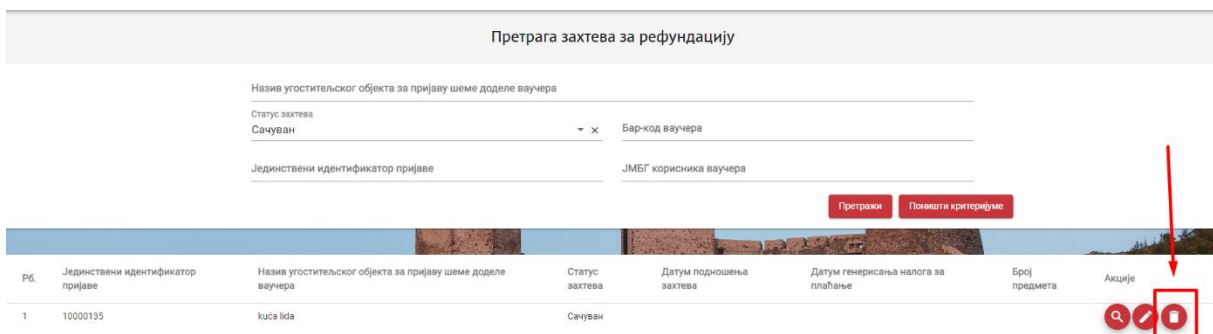 Претрага захтева за рефундацију
Назив угоститељског објекта за пријаву шеме доделе ваучера
Статус захтева
Сачуван
Бар-код ваучера
Јединствени идентификатор пријаве
ЈМБГ корисника ваучера
Претражи
Поништи критеријуме
Рб.
Јединствени идентификатор
пријаве
Назив угоститељског објекта за пријаву шеме доделе
ваучера
Статус
захтева
Датум подношења
захтева
Датум генерисања налога за
плаћање
Број
предмета
Акције
1
10000135
kuća lida
Сачуван